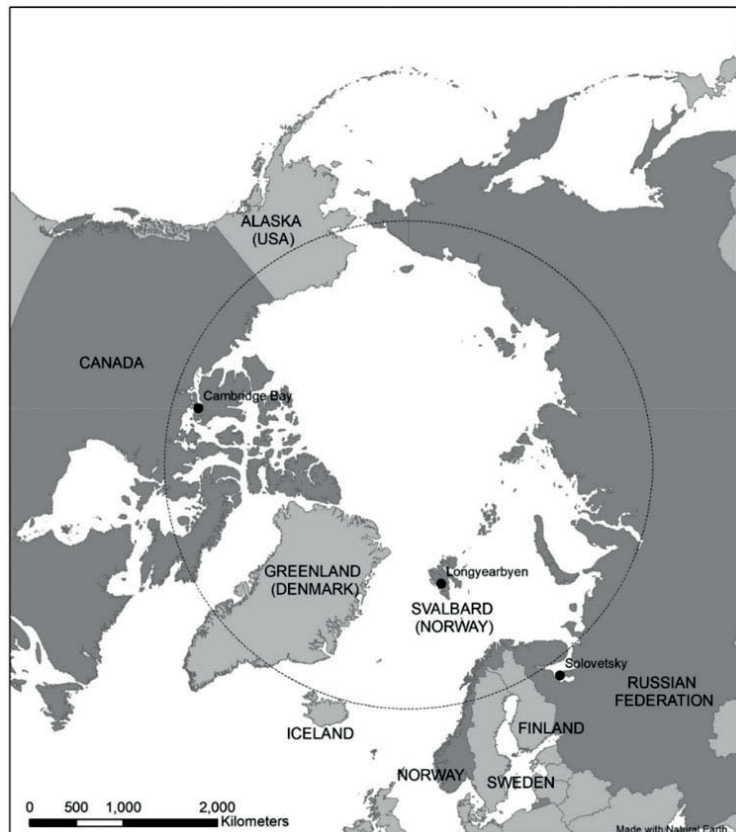 ALASKA
(USA)
CANADA
Cambridge Bay
GREENLAND
(DENMARK)
Longyearbyen
SVALBARD
(NORWAY)
Solovetsky
RUSSIAN
FEDERATION
ICELAND
FINLAND
NORWAY
SWEDEN
0 500 1,000 2,000
Kilometers
Made with Natural Earth